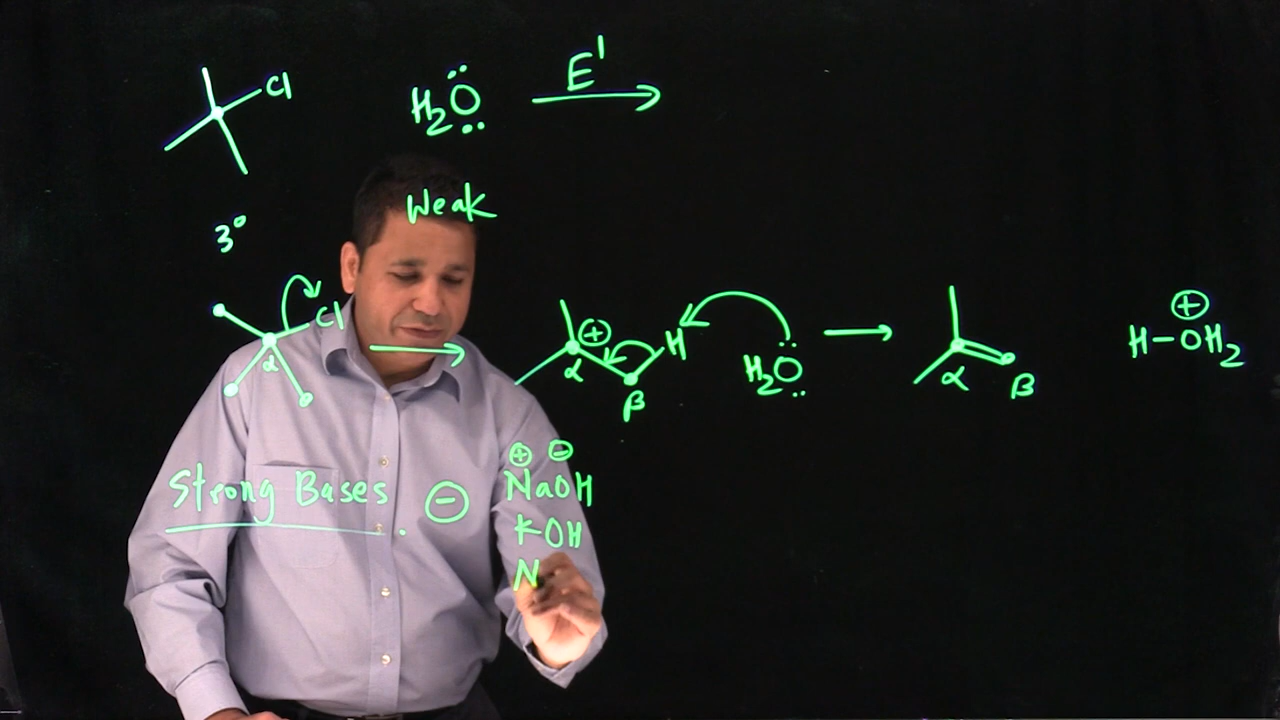 Cl H₂O E1
Weak
3°
Cl α ⊕ α H β H₂O α β H-OH₂ ⊕
⊕ ⊖
Strong Bases. ⊖ NaOH
KOH
N